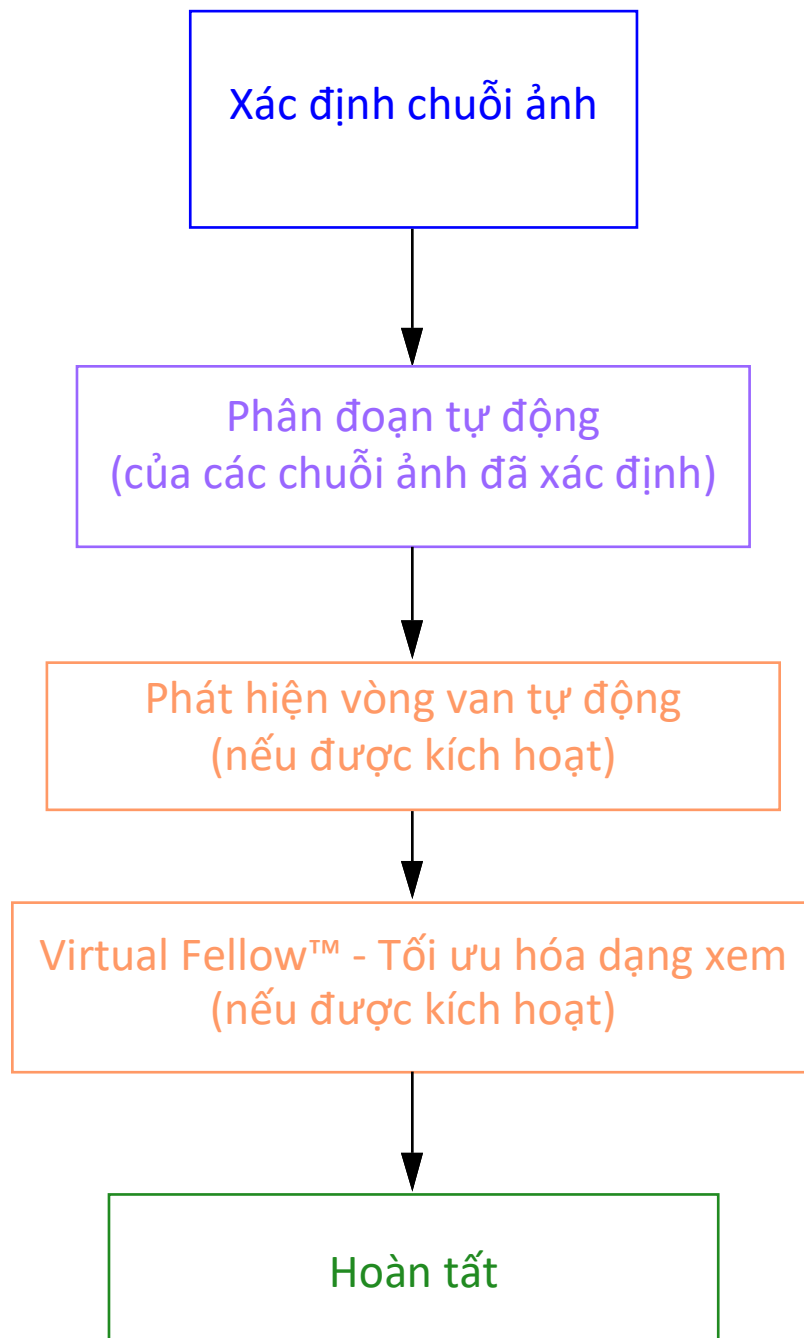 Xác định chuỗi ảnh
Phân đoạn tự động
(của các chuỗi ảnh đã xác định)
Phát hiện vòng van tự động
(nếu được kích hoạt)
Virtual Fellow™ - Tối ưu hóa dạng xem
(nếu được kích hoạt)
Hoàn tất